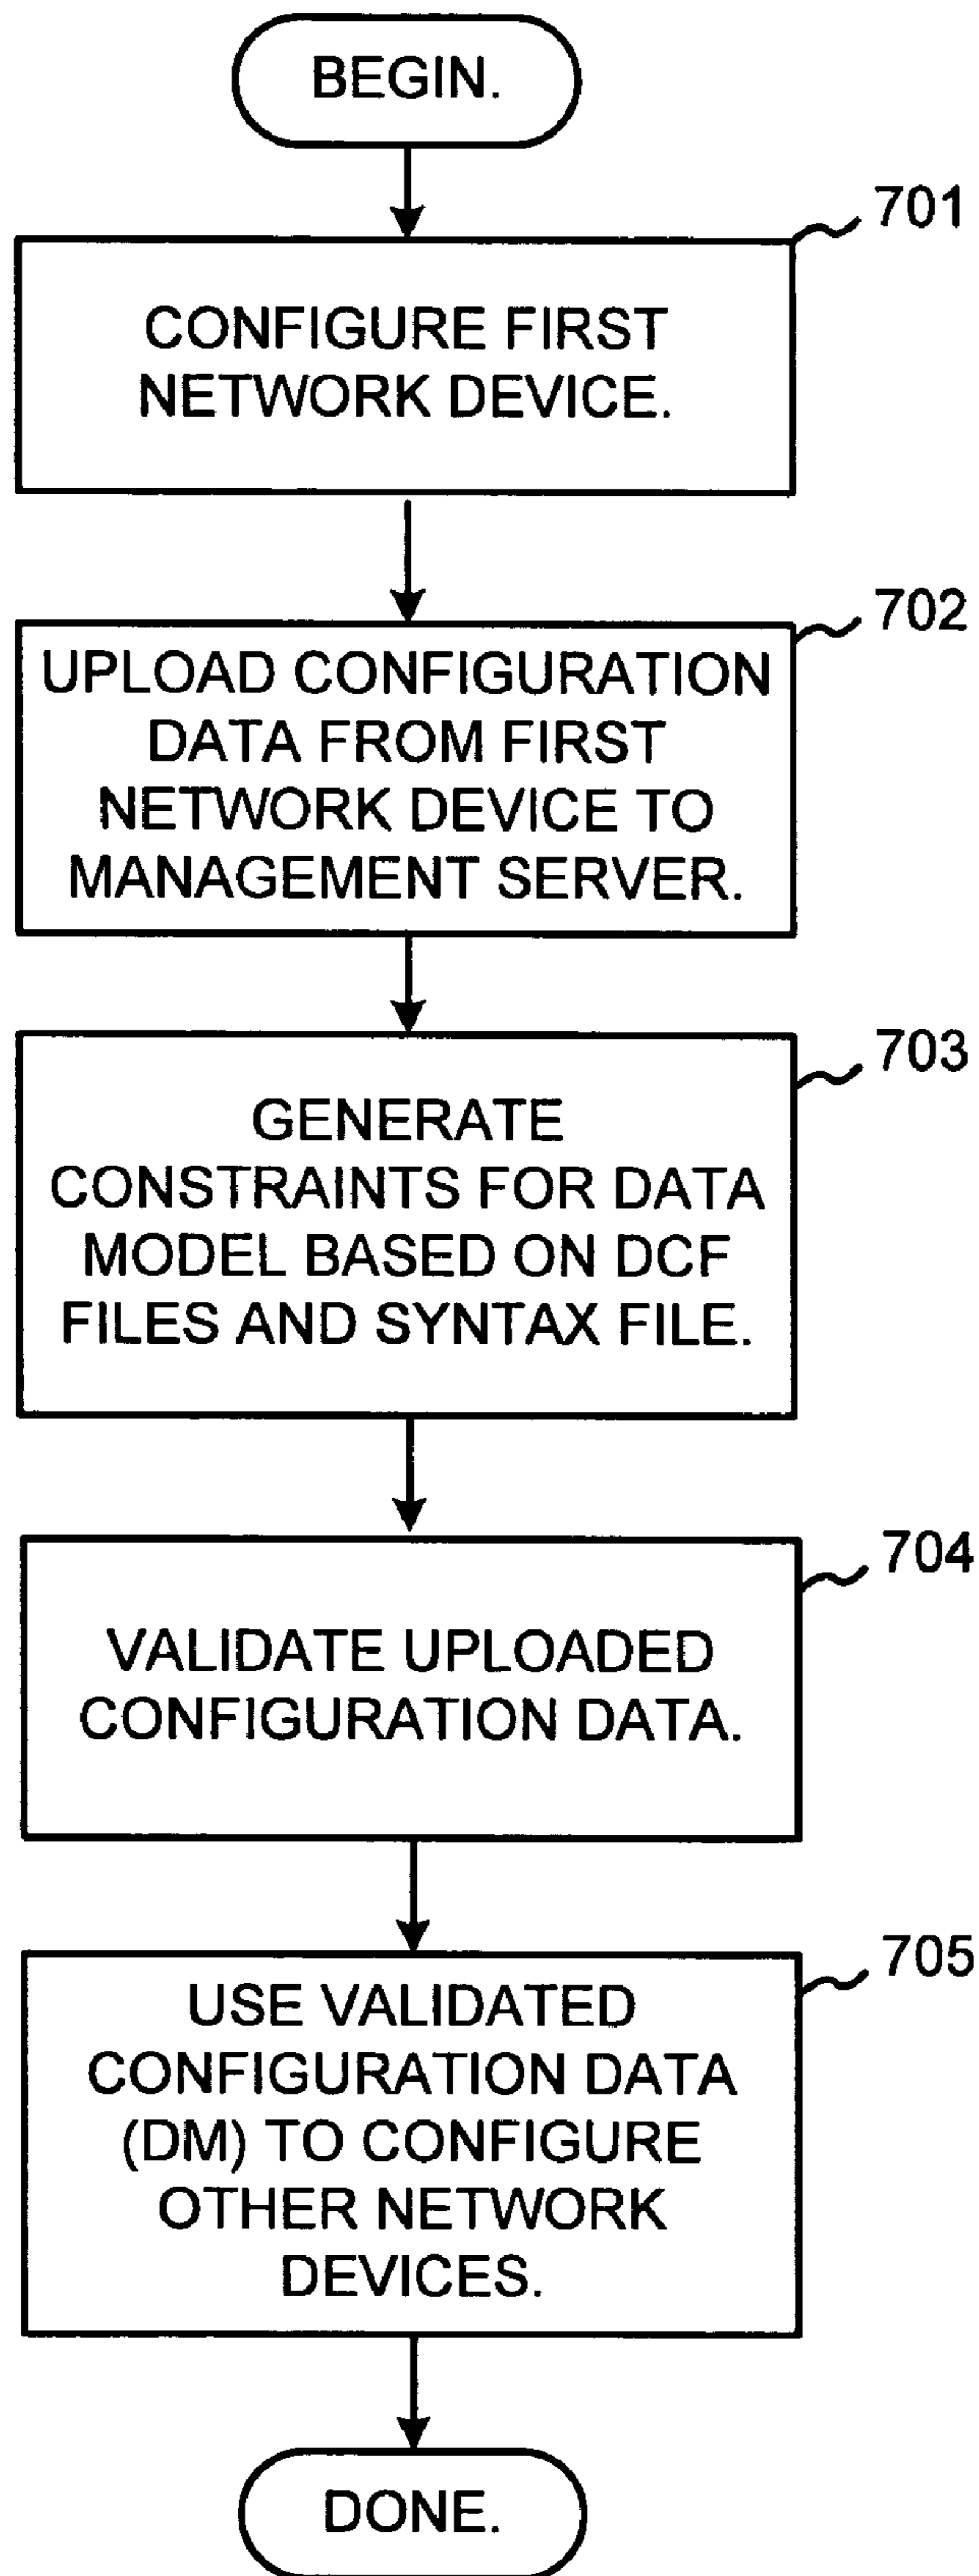 BEGIN.
701
CONFIGURE FIRST
NETWORK DEVICE.
702
UPLOAD CONFIGURATION
DATA FROM FIRST
NETWORK DEVICE TO
MANAGEMENT SERVER.
703
GENERATE
CONSTRAINTS FOR DATA
MODEL BASED ON DCF
FILES AND SYNTAX FILE.
704
VALIDATE UPLOADED
CONFIGURATION DATA.
705
USE VALIDATED
CONFIGURATION DATA
(DM) TO CONFIGURE
OTHER NETWORK
DEVICES.
DONE.